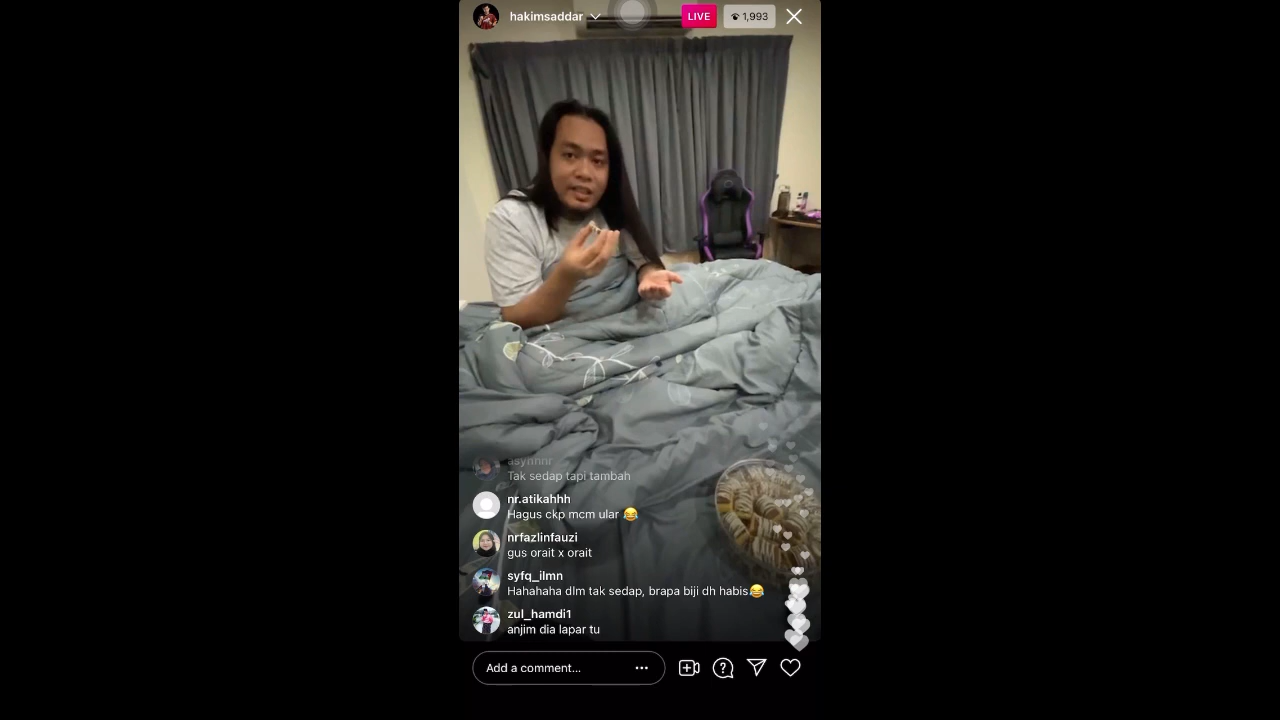 hakimsaddar
LIVE
1,993
asyrnnr
Tak sedap tapi tambah
nr.atikahhh
Hagus ckp mcm ular 😂
nrfazlinfauzi
gus orait x orait
syfq_ilmn
Hahahaha dlm tak sedap, brapa biji dh habis😂
zul_hamdi1
anjim dia lapar tu
Add a comment...